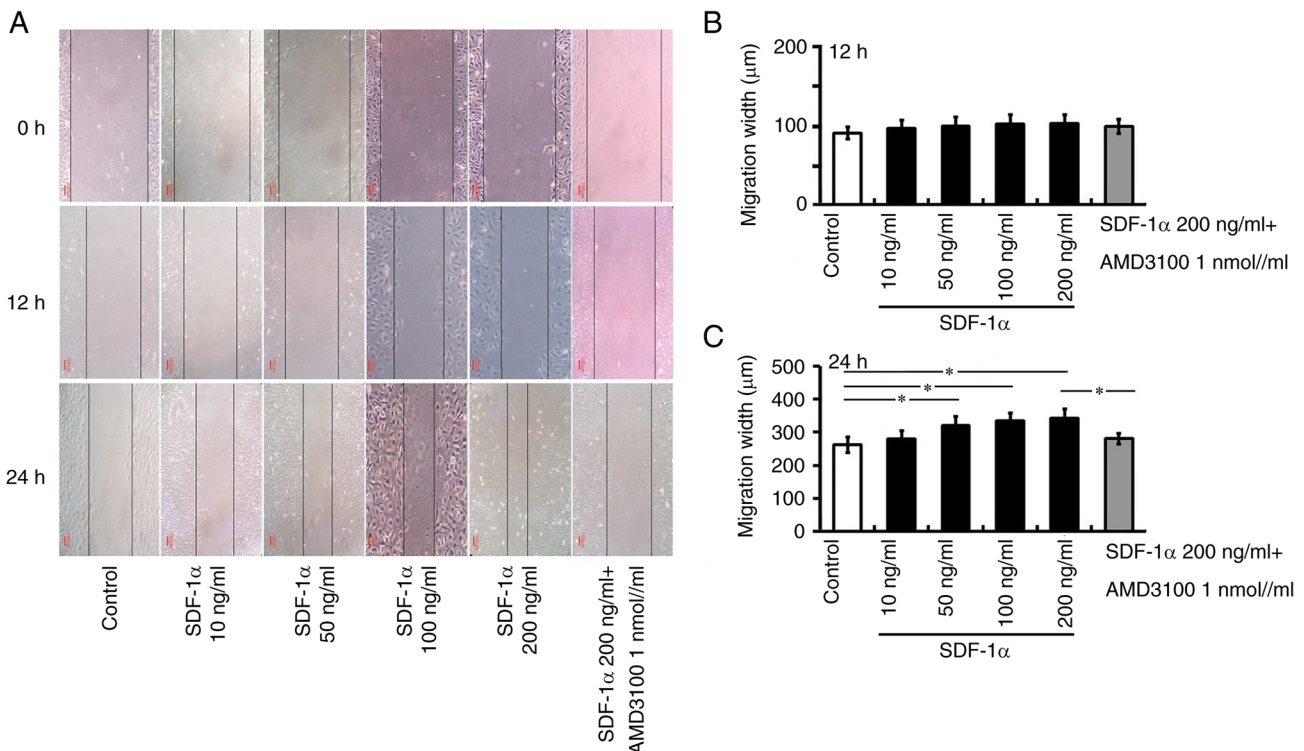 A
0 h
12 h
24 h
Control
SDF-1α
10 ng/ml
SDF-1α
50 ng/ml
SDF-1α
100 ng/ml
SDF-1α
200 ng/ml
SDF-1α 200 ng/ml+
AMD3100 1 nmol//ml
B
12 h
Migration width (μm)
200
100
0
Control
10 ng/ml
50 ng/ml
100 ng/ml
200 ng/ml
SDF-1α
SDF-1α 200 ng/ml+
AMD3100 1 nmol//ml
C
24 h
Migration width (μm)
500
400
300
200
100
0
*
*
*
*
Control
10 ng/ml
50 ng/ml
100 ng/ml
200 ng/ml
SDF-1α
SDF-1α 200 ng/ml+
AMD3100 1 nmol//ml